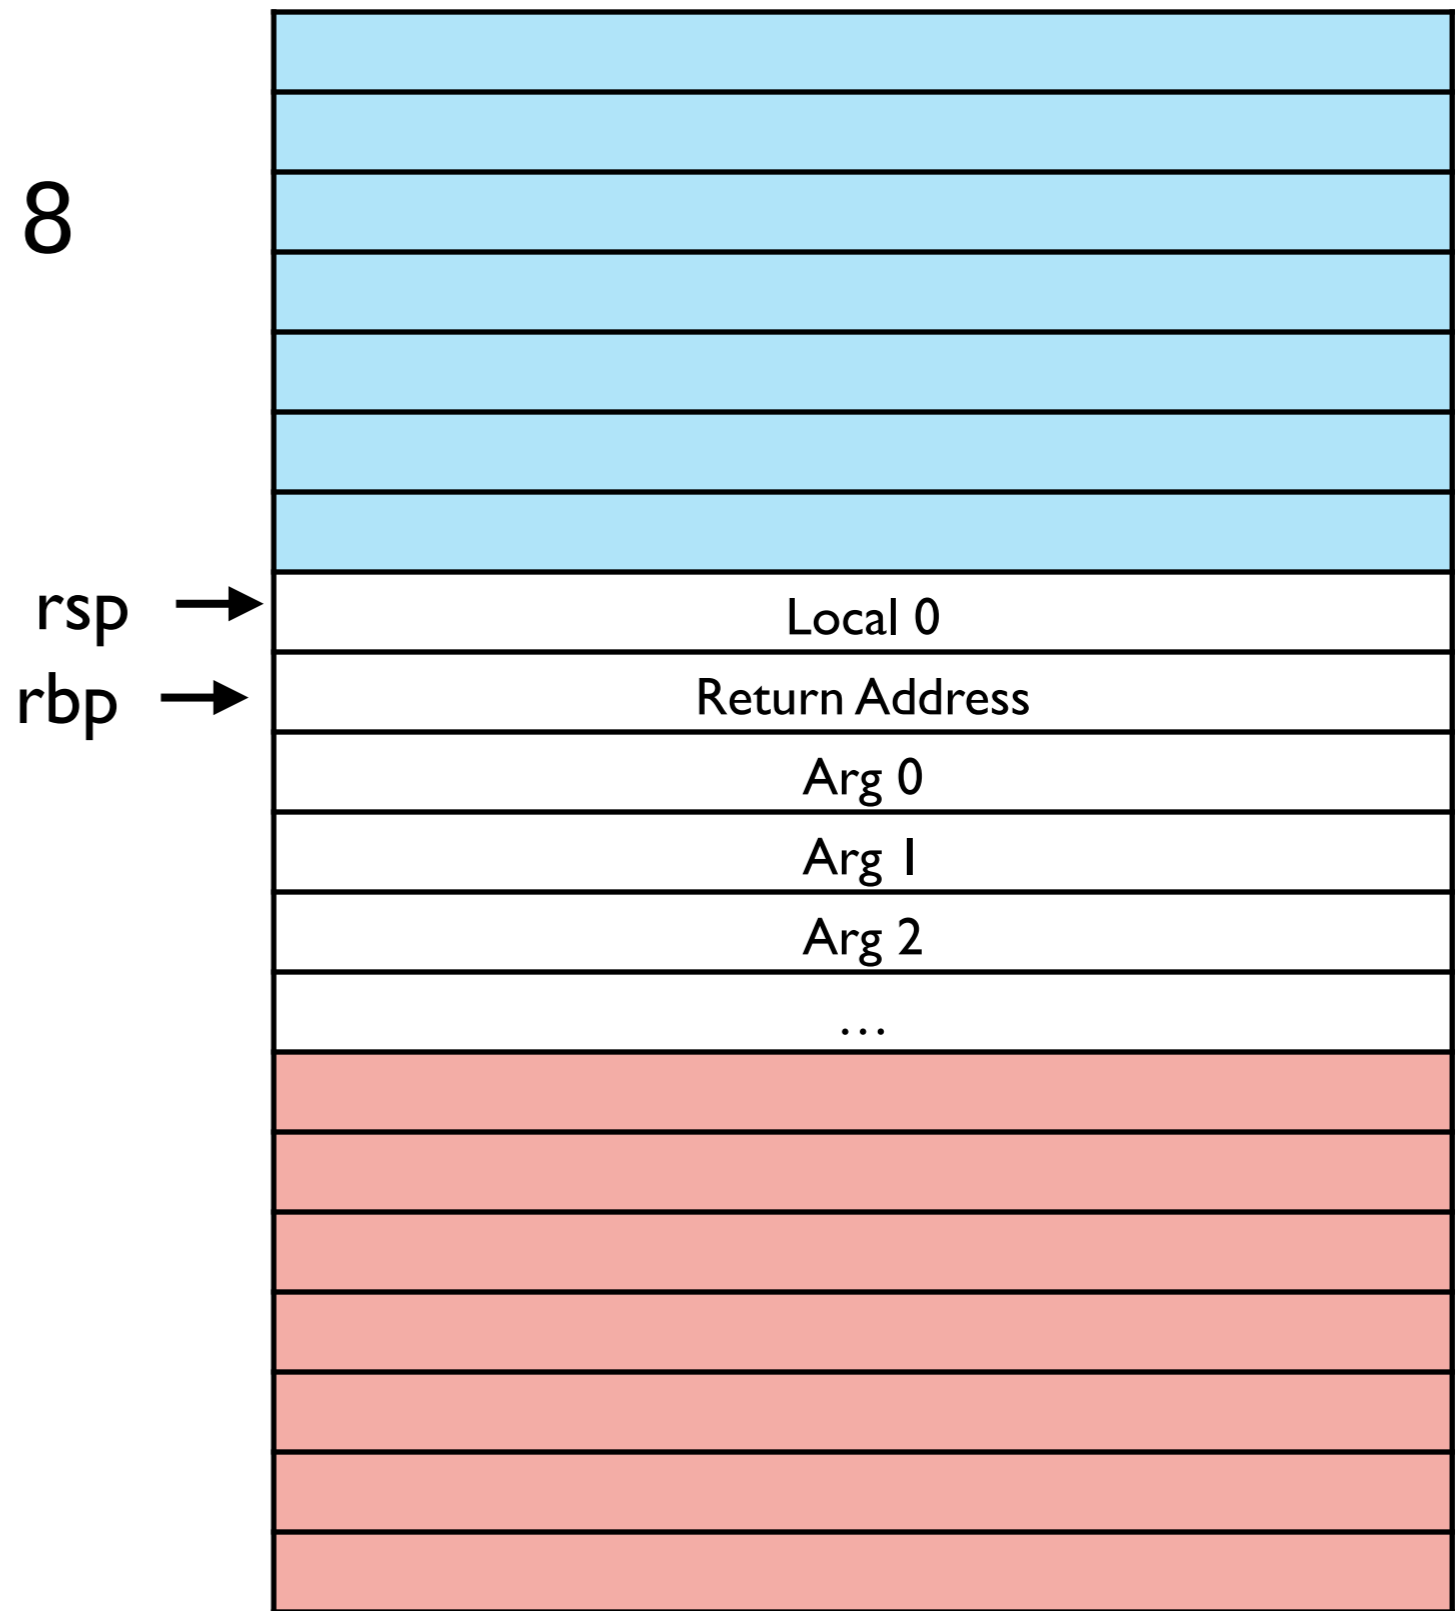 8
rsp
Local 0
rbp
Return Address
Arg 0
Arg 1
Arg 2
...